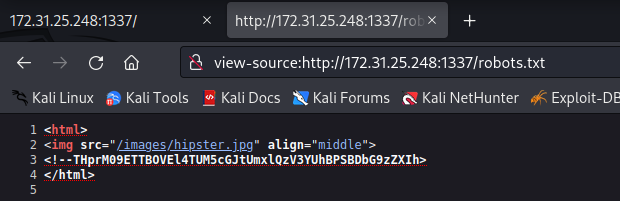 172.31.25.248:1337/
http://172.31.25.248:1337/rob
view-source:http://172.31.25.248:1337/robots.txt
Kali Linux Kali Tools Kali Docs Kali Forums Kali NetHunter Exploit-DB
1 <html>
2 <img src="/images/hipster.jpg" align="middle">
3 <!--THprM09ETTBOVEl4TUM5cGJtUmxlQzV3YUhBPSBDbG9zZXIh>
4 </html>
5